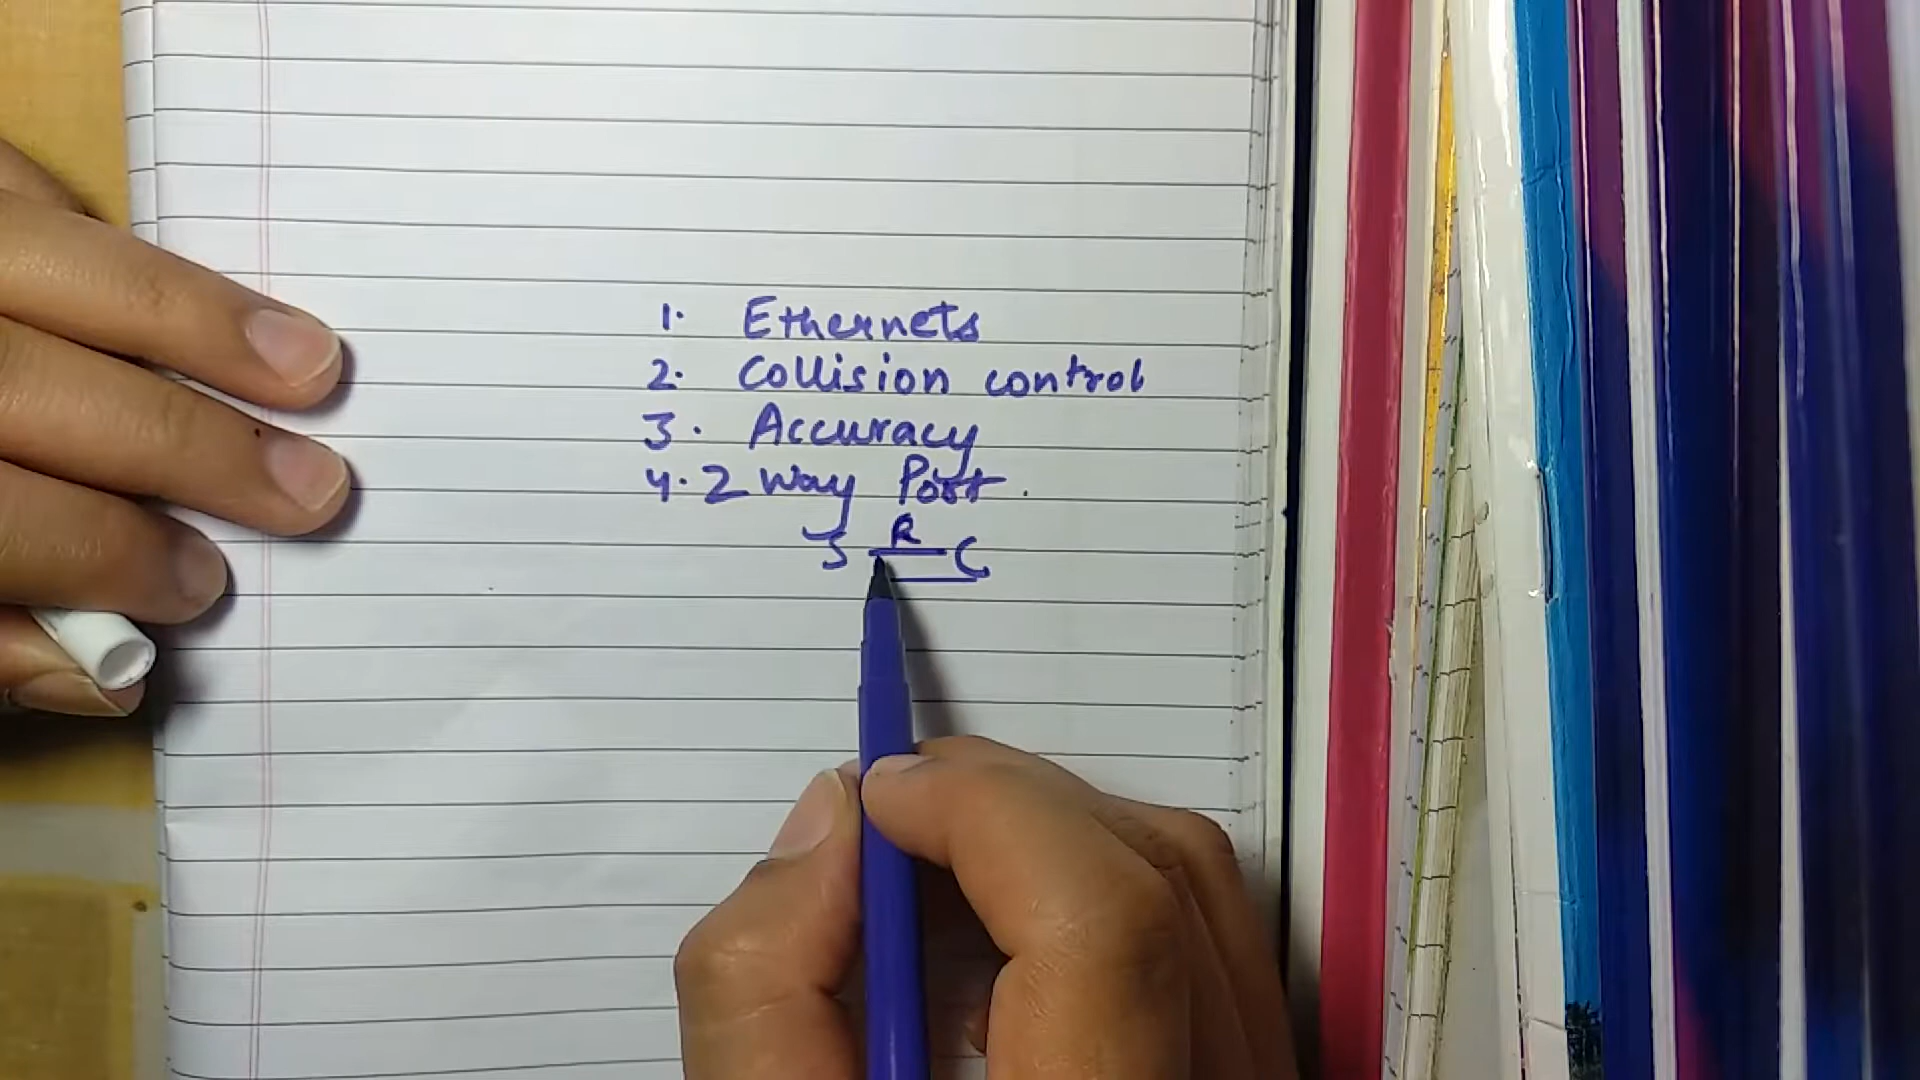 1. Ethernets
2. Collision control
3. Accuracy
4. 2 Way Port.
S R C